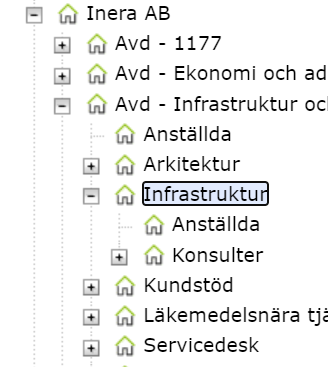 Inera AB
Avd - 1177
Avd - Ekonomi och ad
Avd - Infrastruktur oc
Anställda
Arkitektur
Infrastruktur
Anställda
Konsulter
Kundstöd
Läkemedelsnära tjä
Servicedesk